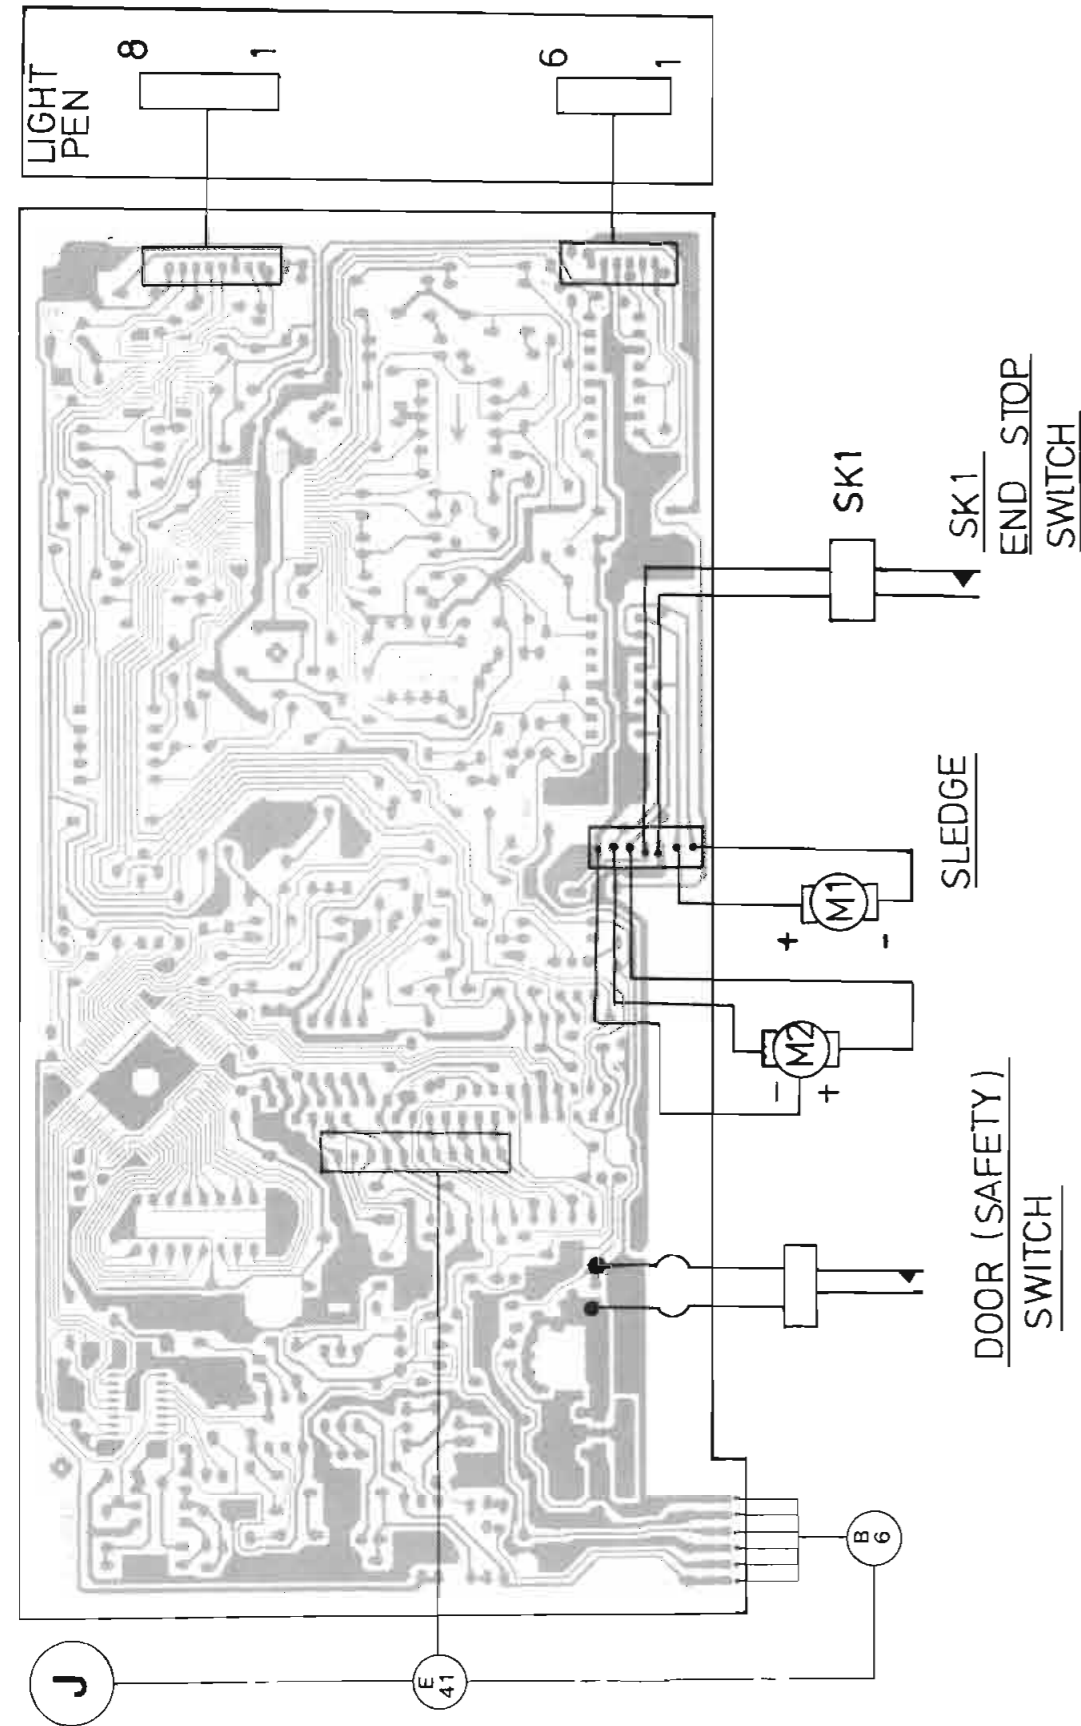 LIGHT
PEN
8
1
6
1
SK1
SK1
END STOP
SWITCH
SLEDGE
+
M1
-
-
M2
+
DOOR (SAFETY)
SWITCH
J
E
41
B
6